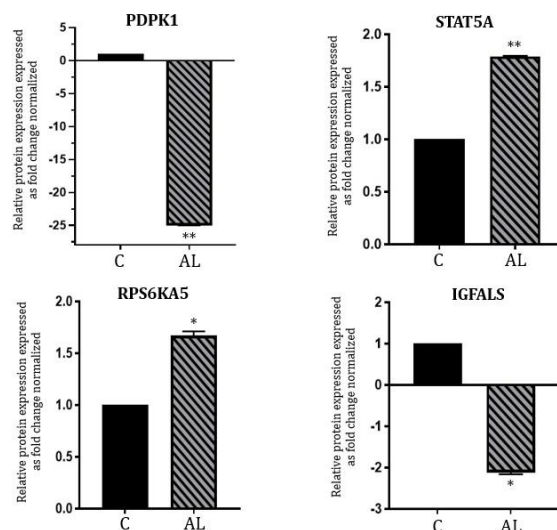 PDPK1
Relative protein expression expressed
as fold change normalized
5
0
-5
-10
-15
-20
-25
**
C AL
STAT5A
Relative protein expression expressed
as fold change normalized
2.0
1.5
1.0
0.5
0.0
**
C AL
RPS6KA5
Relative protein expression expressed
as fold change normalized
2.0
1.5
1.0
0.5
0.0
*
C AL
IGFALS
Relative protein expression expressed
as fold change normalized
2
1
0
-1
-2
-3
*
C AL